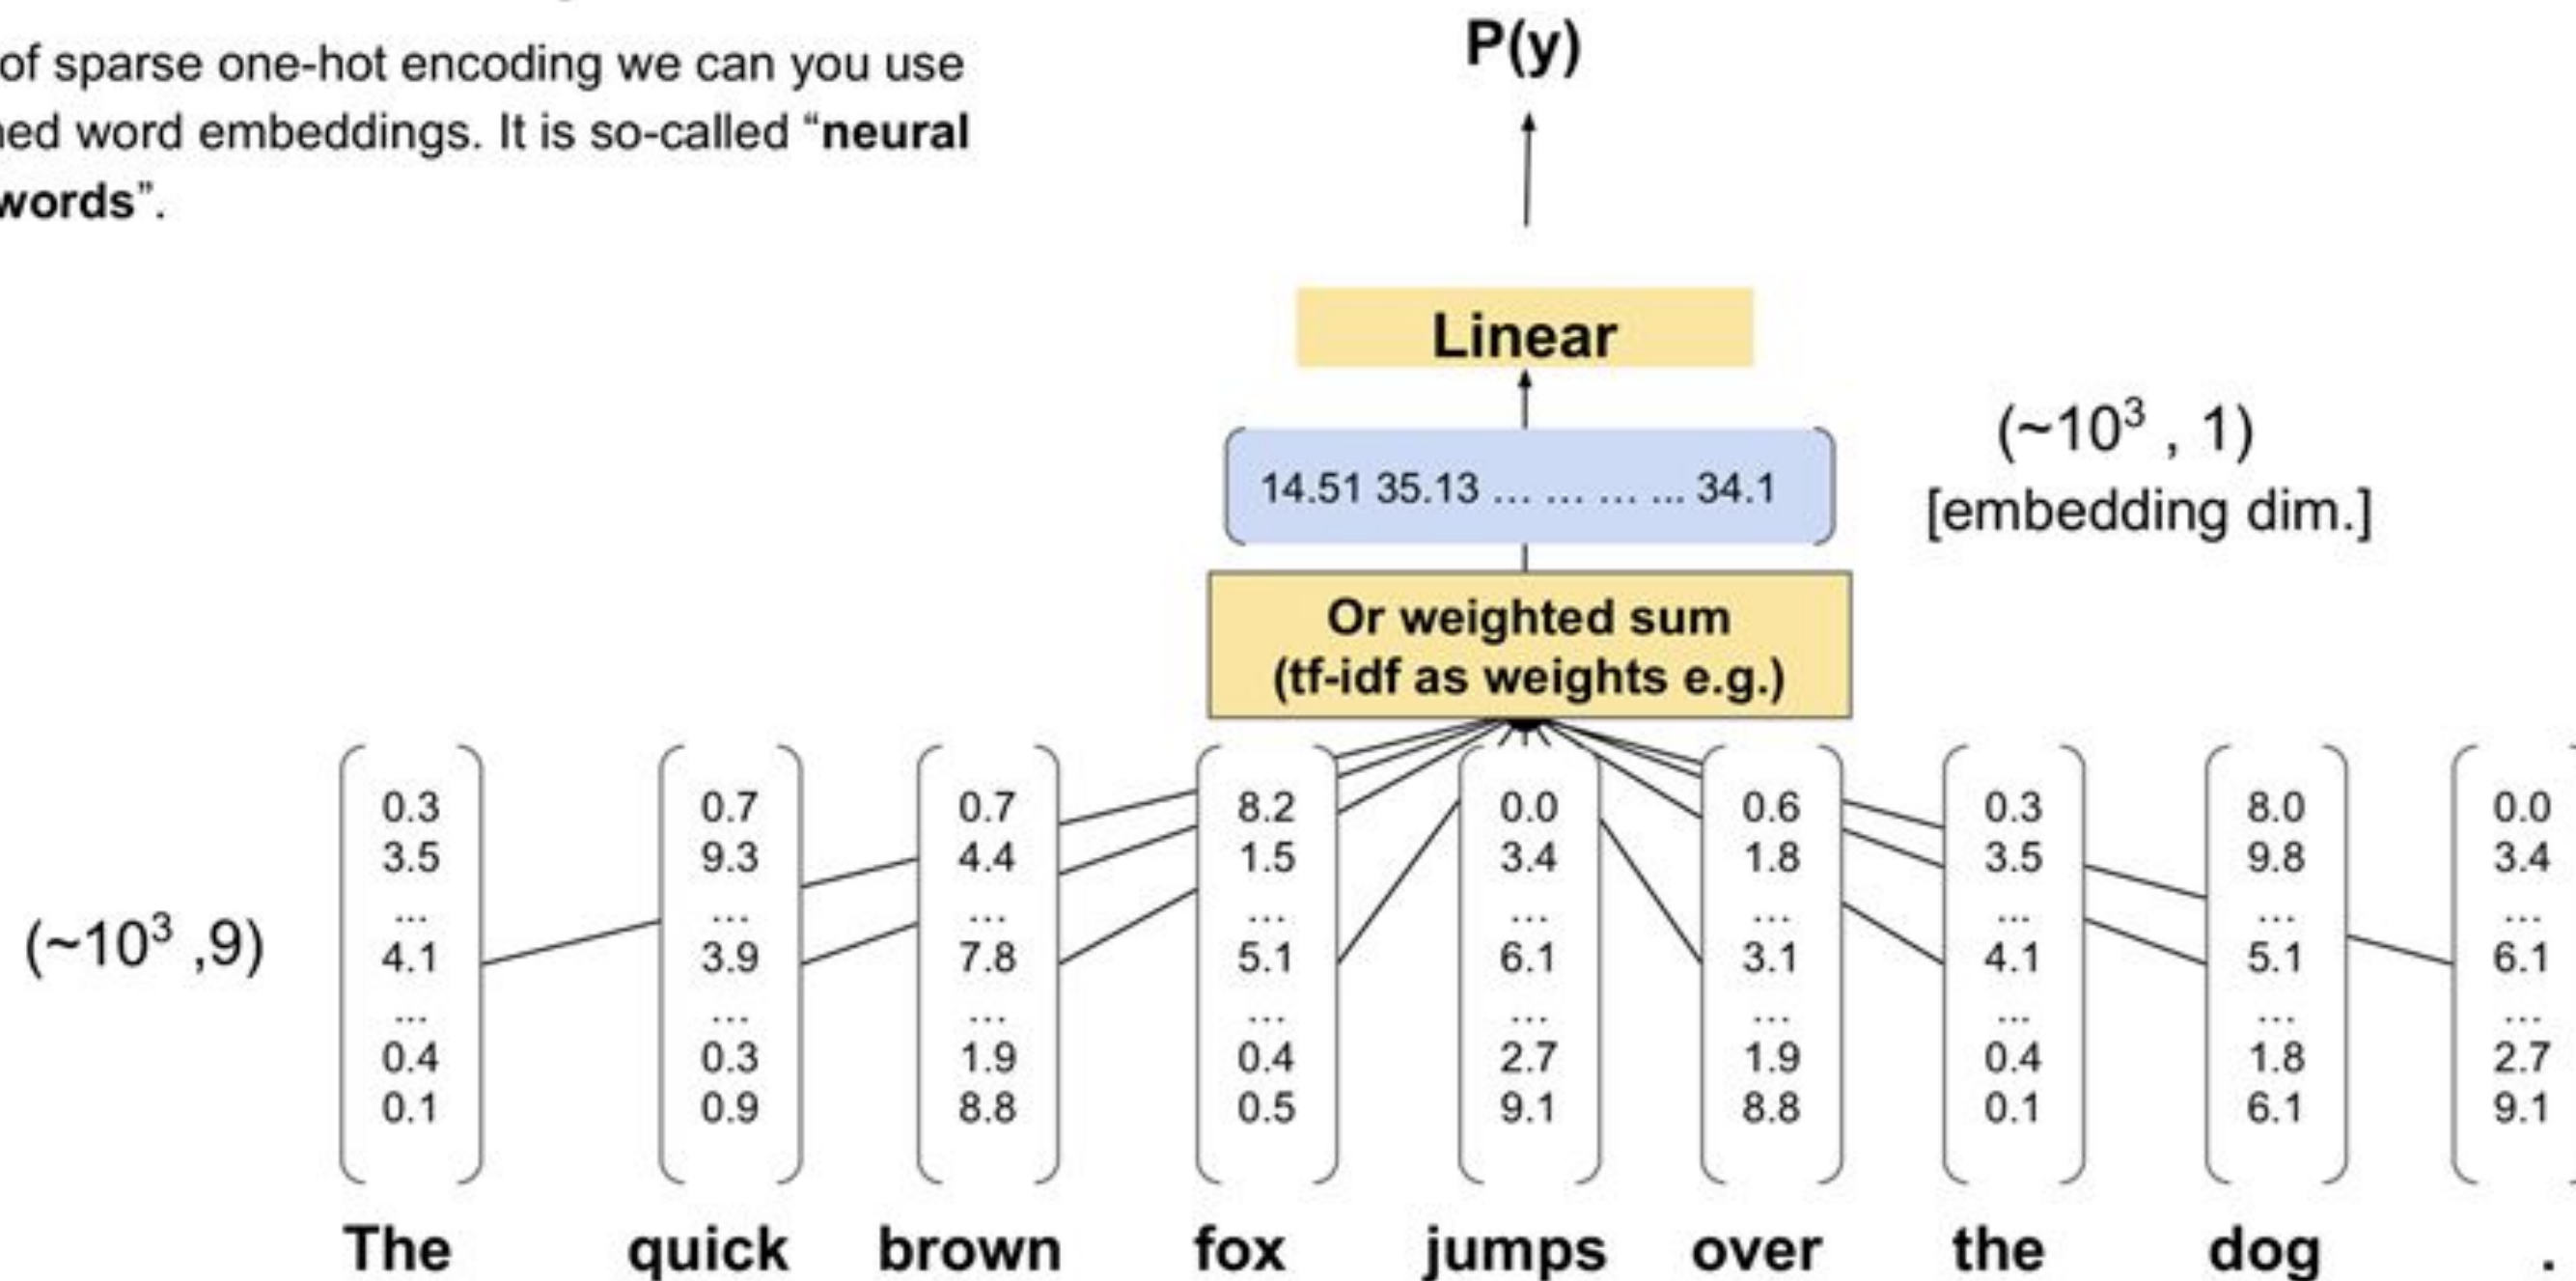 of sparse one-hot encoding we can you use
ned word embeddings. It is so-called “neural
words”.
P(y)
Linear
14.51 35.13 ... ... ... ... 34.1
(~10³ , 1)
[embedding dim.]
Or weighted sum
(tf-idf as weights e.g.)
0.3 0.7 0.7 8.2 0.0 0.6 0.3 8.0 0.0
3.5 9.3 4.4 1.5 3.4 1.8 3.5 9.8 3.4
... ... ... ... ... ... ... ... ...
(~10³ ,9) 4.1 3.9 7.8 5.1 6.1 3.1 4.1 5.1 6.1
... ... ... ... ... ... ... ... ...
0.4 0.3 1.9 0.4 2.7 1.9 0.4 1.8 2.7
0.1 0.9 8.8 0.5 9.1 8.8 0.1 6.1 9.1
The quick brown fox jumps over the dog .